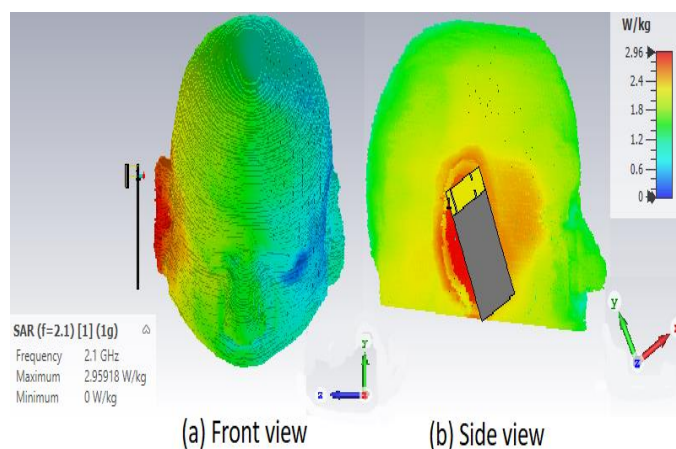 W/kg
2.96
2.4
1.8
1.2
0.6
0
SAR (f=2.1) [1] (1g)
Frequency 2.1 GHz
Maximum 2.95918 W/kg
Minimum 0 W/kg
y
z
x
y
z
(a) Front view
(b) Side view